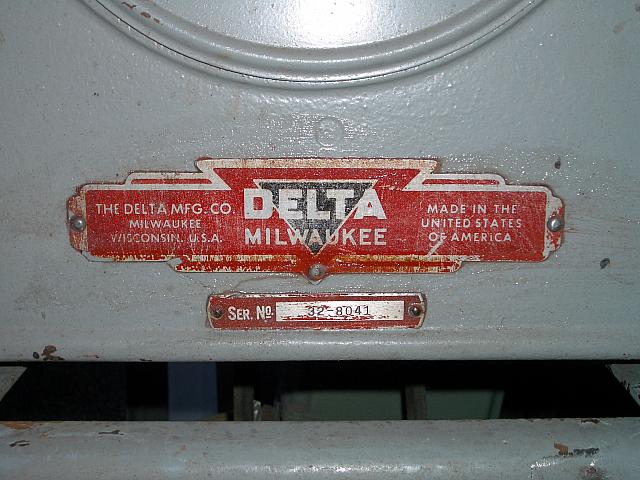 THE DELTA MFG. CO.
MILWAUKEE
WISCONSIN, U.S.A.
DELTA
MILWAUKEE
MADE IN THE
UNITED STATES
OF AMERICA
SER. NO. 32-8041